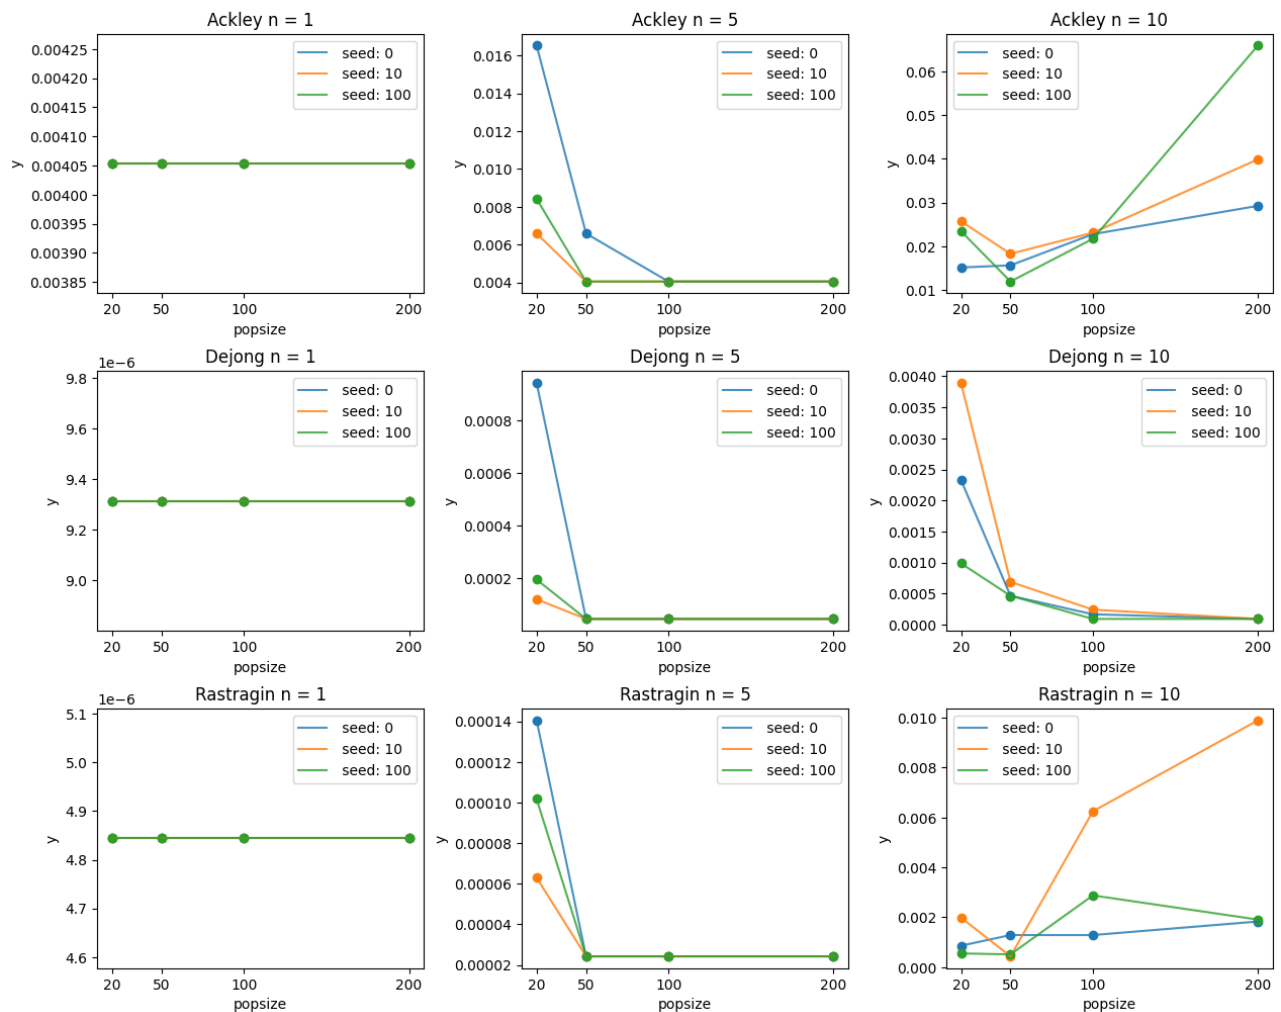 Ackley n = 1
0.00425
0.00420
0.00415
0.00410
0.00405
0.00400
0.00395
0.00390
0.00385
y
seed: 0
seed: 10
seed: 100
20 50 100 200
popsize
Ackley n = 5
0.016
0.014
0.012
0.010
0.008
0.006
0.004
y
seed: 0
seed: 10
seed: 100
20 50 100 200
popsize
Ackley n = 10
0.06
0.05
0.04
0.03
0.02
0.01
y
seed: 0
seed: 10
seed: 100
20 50 100 200
popsize
Dejong n = 1
1e−6
9.8
9.6
9.4
9.2
9.0
y
seed: 0
seed: 10
seed: 100
20 50 100 200
popsize
Dejong n = 5
0.0008
0.0006
0.0004
0.0002
y
seed: 0
seed: 10
seed: 100
20 50 100 200
popsize
Dejong n = 10
0.0040
0.0035
0.0030
0.0025
0.0020
0.0015
0.0010
0.0005
0.0000
y
seed: 0
seed: 10
seed: 100
20 50 100 200
popsize
Rastragin n = 1
1e−6
5.1
5.0
4.9
4.8
4.7
4.6
y
seed: 0
seed: 10
seed: 100
20 50 100 200
popsize
Rastragin n = 5
0.00014
0.00012
0.00010
0.00008
0.00006
0.00004
0.00002
y
seed: 0
seed: 10
seed: 100
20 50 100 200
popsize
Rastragin n = 10
0.010
0.008
0.006
0.004
0.002
0.000
y
seed: 0
seed: 10
seed: 100
20 50 100 200
popsize